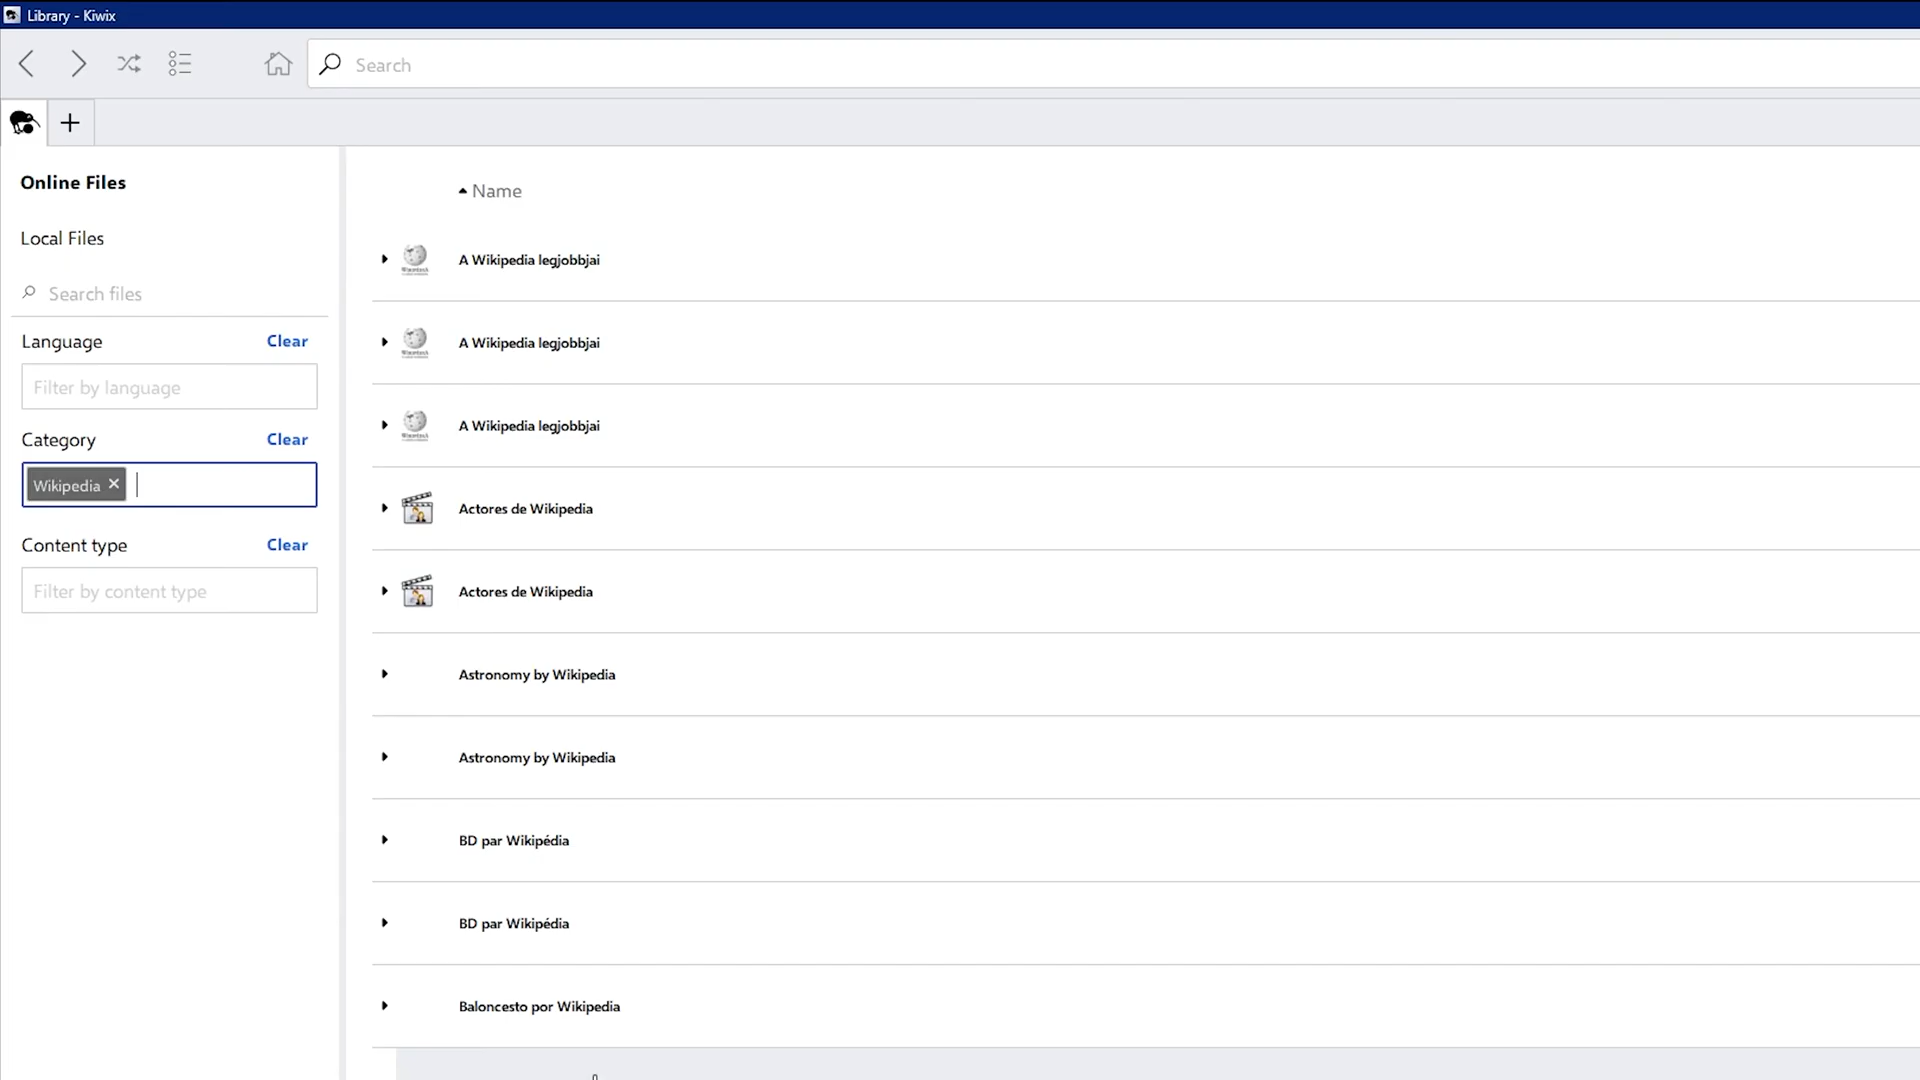 Library - Kiwix
Search
Online Files
Local Files
Search files
Language Clear
Filter by language
Category Clear
Wikipedia
Content type Clear
Filter by content type
Name
A Wikipedia legjobbjai
A Wikipedia legjobbjai
A Wikipedia legjobbjai
Actores de Wikipedia
Actores de Wikipedia
Astronomy by Wikipedia
Astronomy by Wikipedia
BD par Wikipédia
BD par Wikipédia
Baloncesto por Wikipedia